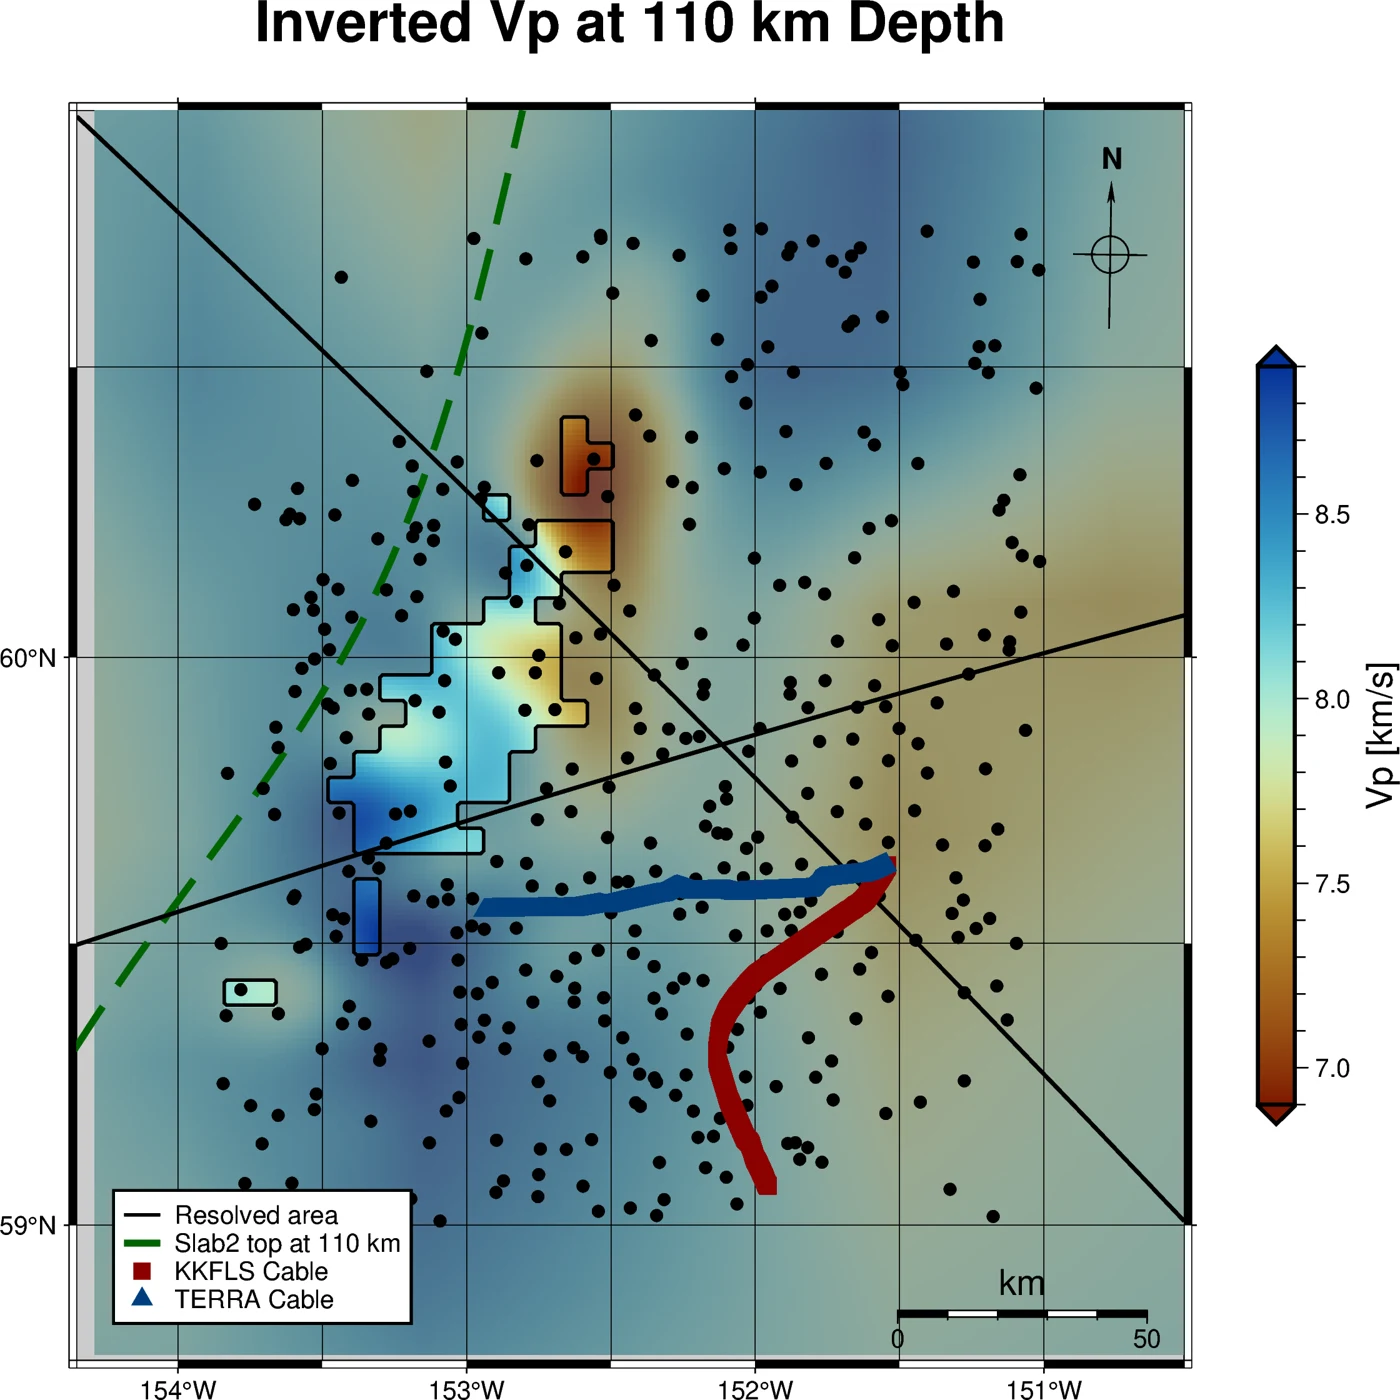 Inverted Vp at 110 km Depth
N
8.5
8.0
7.5
7.0
Vp [km/s]
60°N
59°N
Resolved area
Slab2 top at 110 km
KKFLS Cable
TERRA Cable
km
0 50
154°W 153°W 152°W 151°W